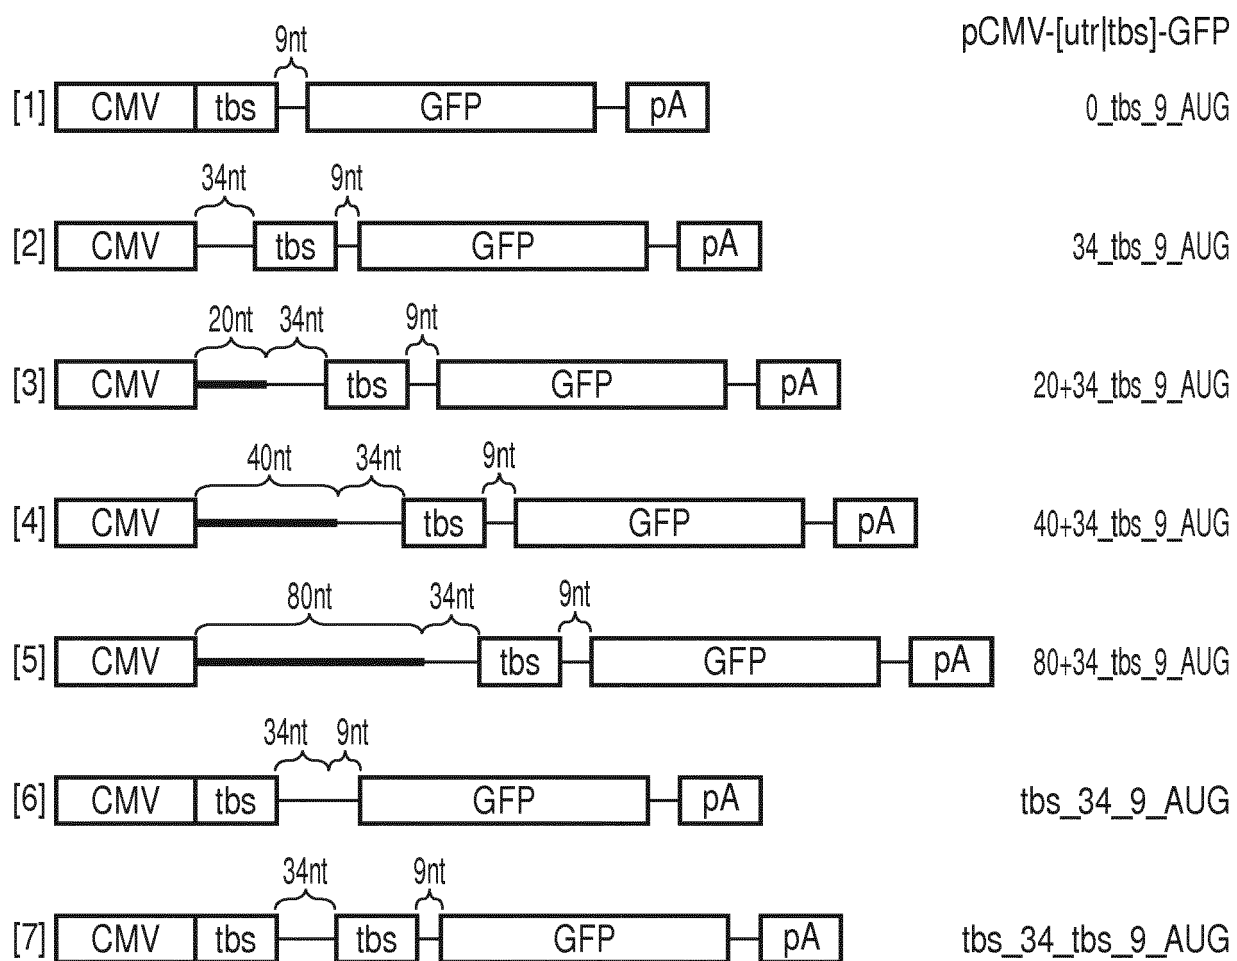 pCMV-[utr|tbs]-GFP
9nt
[1] CMV tbs GFP pA 0_tbs_9_AUG
34nt 9nt
[2] CMV tbs GFP pA 34_tbs_9_AUG
20nt 34nt 9nt
[3] CMV tbs GFP pA 20+34_tbs_9_AUG
40nt 34nt 9nt
[4] CMV tbs GFP pA 40+34_tbs_9_AUG
80nt 34nt 9nt
[5] CMV tbs GFP pA 80+34_tbs_9_AUG
34nt 9nt
[6] CMV tbs GFP pA tbs_34_9_AUG
34nt 9nt
[7] CMV tbs tbs GFP pA tbs_34_tbs_9_AUG